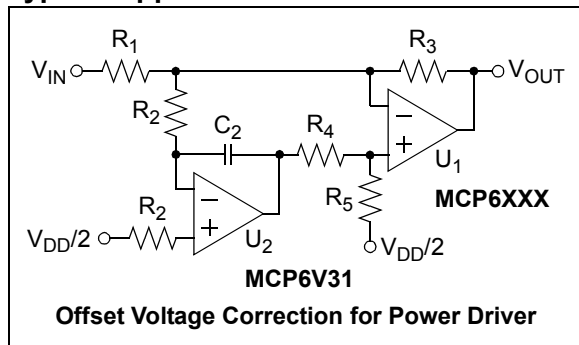 R1
R3
VIN
VOUT
R2
C2
R4
U1
R5
MCP6XXX
R2
U2
VDD/2
VDD/2
MCP6V31
Offset Voltage Correction for Power Driver